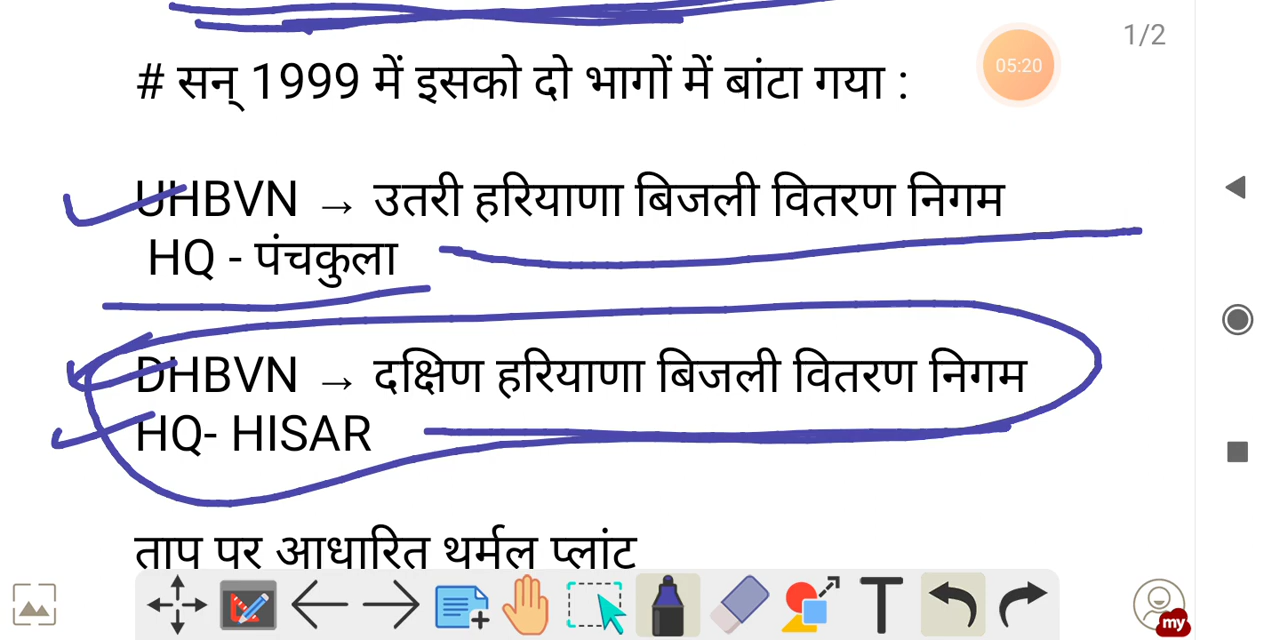 1/2
05:20
# सन् 1999 में इसको दो भागों में बांटा गया :
UHBVN → उतरी हरियाणा बिजली वितरण निगम
HQ - पंचकुला
DHBVN → दक्षिण हरियाणा बिजली वितरण निगम
HQ- HISAR
ताप पर आधारित थर्मल प्लांट
T
my